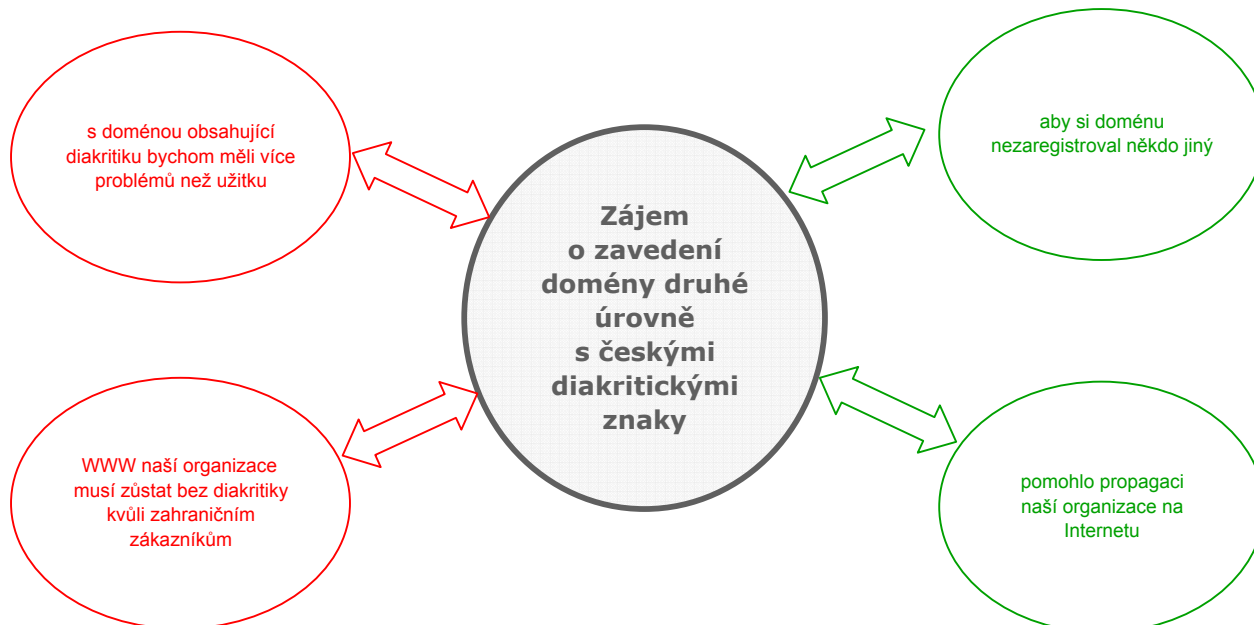 s doménou obsahující
diakritiku bychom měli více
problémů než užitku
aby si doménu
nezaregistroval někdo jiný
Zájem
o zavedení
domény druhé
úrovně
s českými
diakritickými
znaky
WWW naší organizace
musí zůstat bez diakritiky
kvůli zahraničním
zákazníkům
pomohlo propagaci
naší organizace na
Internetu